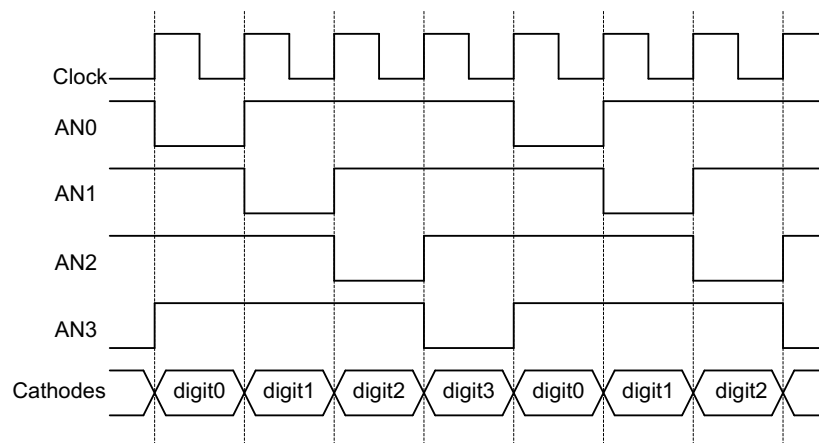 Clock
AN0
AN1
AN2
AN3
Cathodes digit0 digit1 digit2 digit3 digit0 digit1 digit2